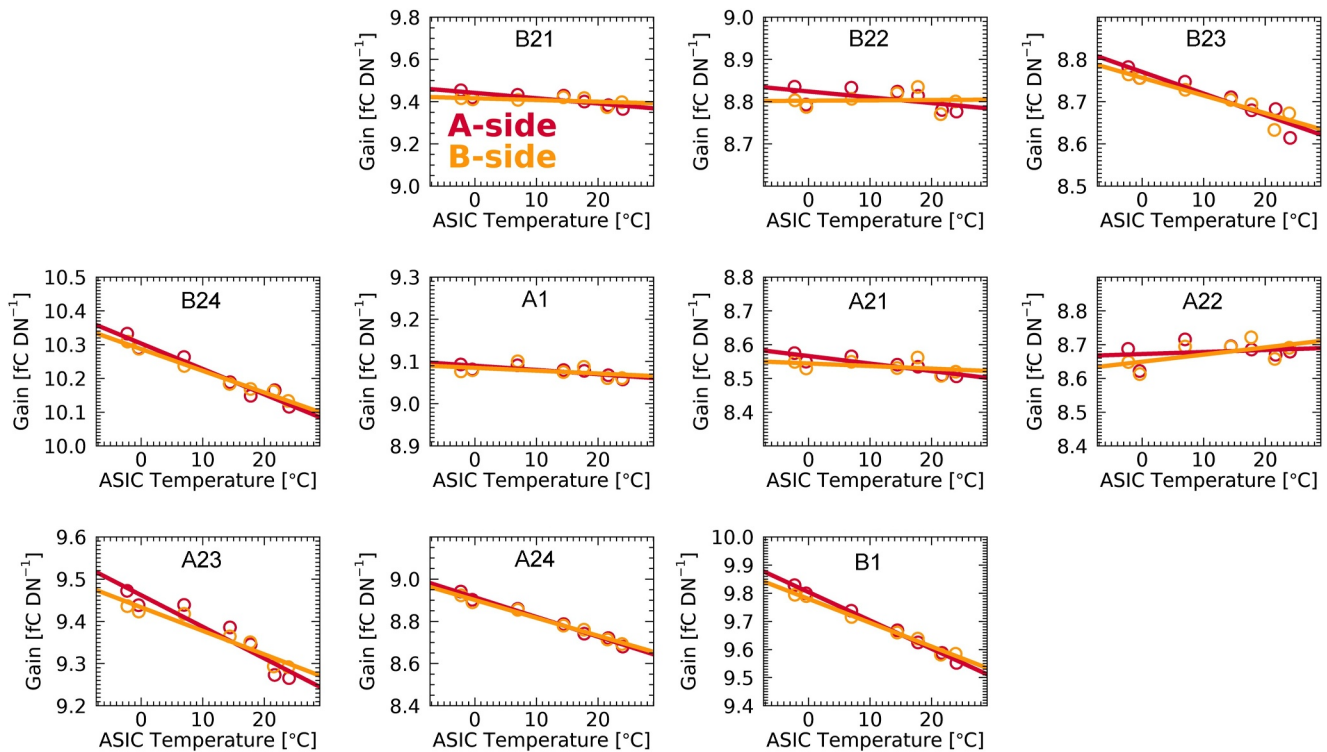 B21
A-side
B-side
Gain [fC DN⁻¹]
9.8
9.6
9.4
9.2
9.0
0 10 20
ASIC Temperature [°C]
B22
Gain [fC DN⁻¹]
9.0
8.9
8.8
8.7
0 10 20
ASIC Temperature [°C]
B23
Gain [fC DN⁻¹]
8.8
8.7
8.6
8.5
0 10 20
ASIC Temperature [°C]
B24
Gain [fC DN⁻¹]
10.5
10.4
10.3
10.2
10.1
10.0
0 10 20
ASIC Temperature [°C]
A1
Gain [fC DN⁻¹]
9.3
9.2
9.1
9.0
8.9
0 10 20
ASIC Temperature [°C]
A21
Gain [fC DN⁻¹]
8.8
8.7
8.6
8.5
8.4
0 10 20
ASIC Temperature [°C]
A22
Gain [fC DN⁻¹]
8.8
8.7
8.6
8.5
8.4
0 10 20
ASIC Temperature [°C]
A23
Gain [fC DN⁻¹]
9.6
9.5
9.4
9.3
9.2
0 10 20
ASIC Temperature [°C]
A24
Gain [fC DN⁻¹]
9.0
8.8
8.6
8.4
0 10 20
ASIC Temperature [°C]
B1
Gain [fC DN⁻¹]
10.0
9.9
9.8
9.7
9.6
9.5
9.4
0 10 20
ASIC Temperature [°C]